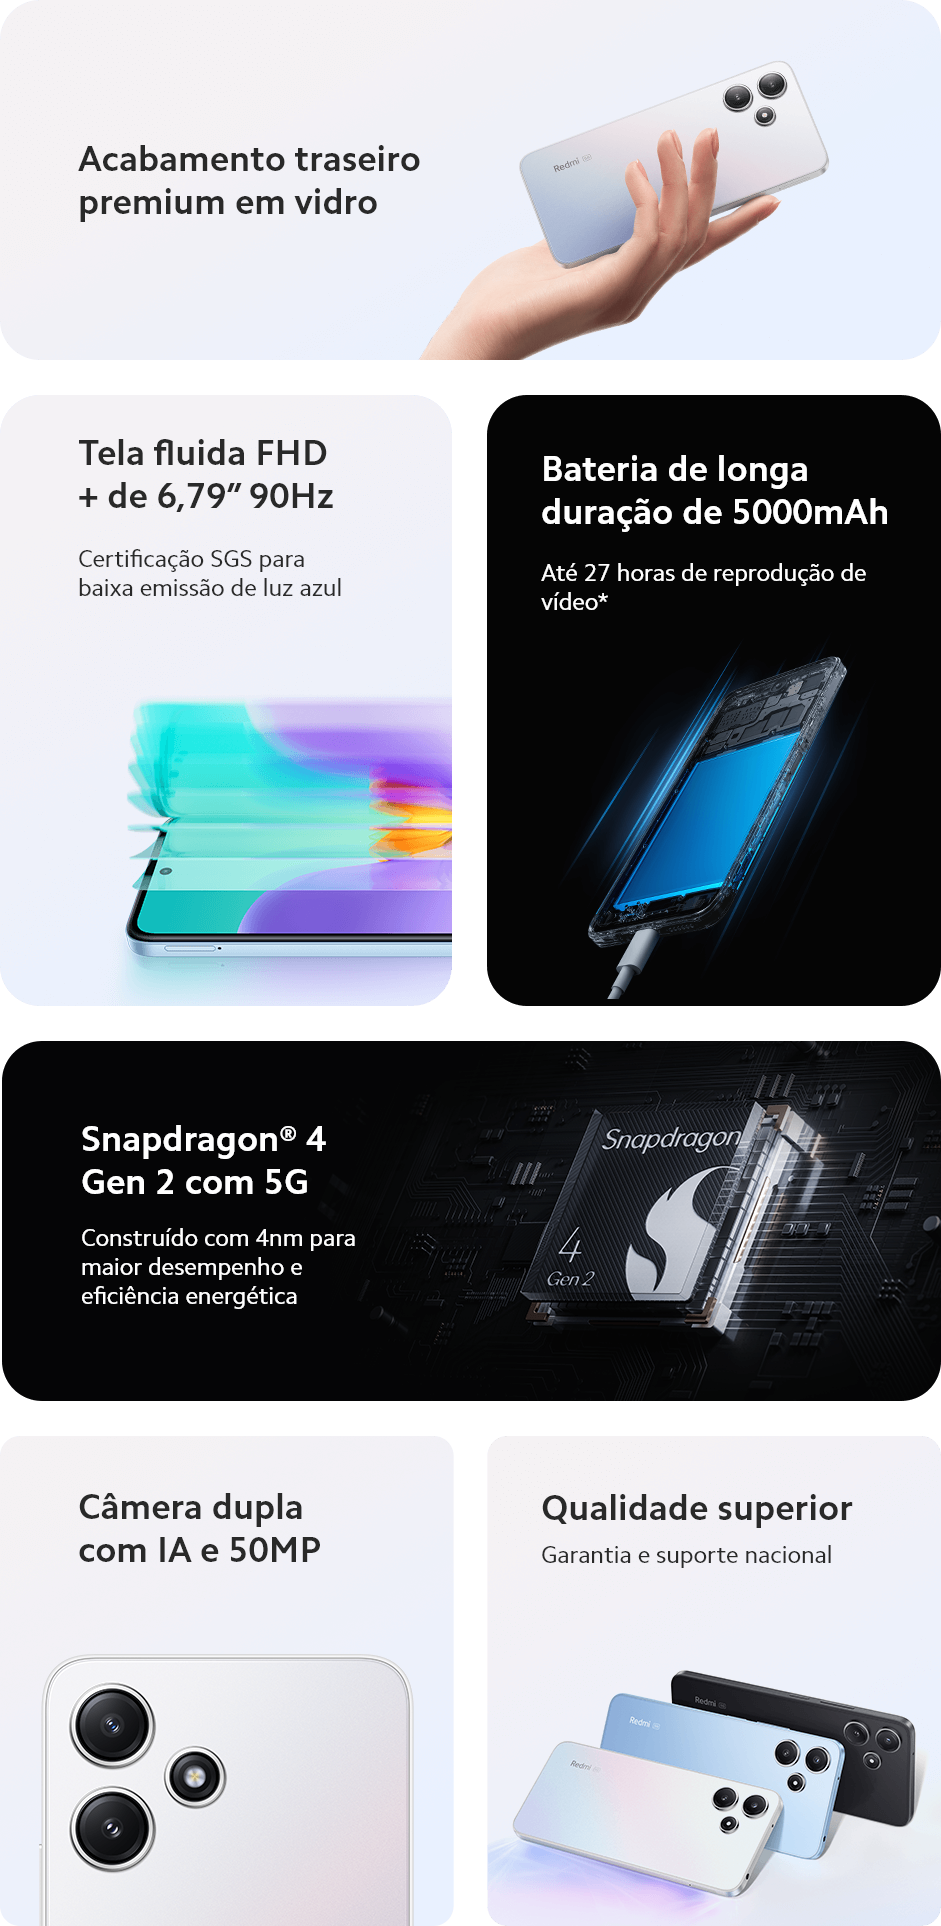 Acabamento traseiro
premium em vidro
Redmi 5G
Tela fluida FHD
+ de 6,79” 90Hz
Certificação SGS para
baixa emissão de luz azul
Bateria de longa
duração de 5000mAh
Até 27 horas de reprodução de
vídeo*
Snapdragon® 4
Gen 2 com 5G
Construído com 4nm para
maior desempenho e
eficiência energética
Snapdragon
4
Gen 2
Câmera dupla
com IA e 50MP
Qualidade superior
Garantia e suporte nacional
Redmi
Redmi
Redmi